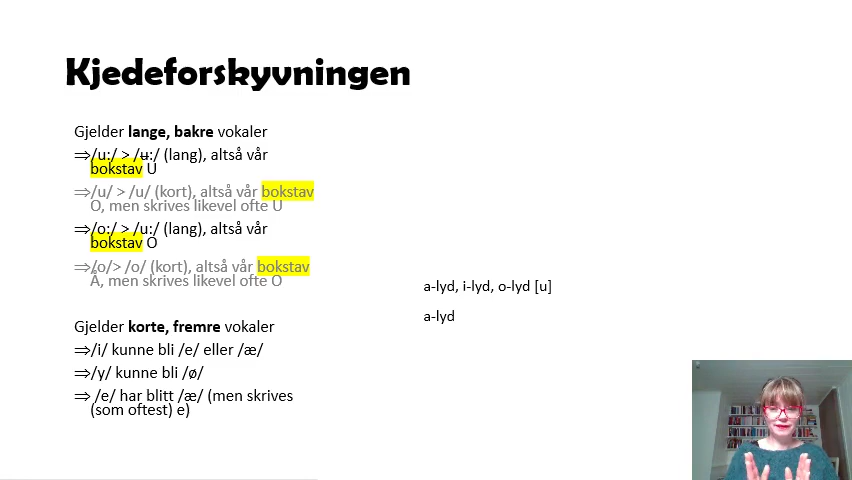 Kjedeforskyvningen
Gjelder lange, bakre vokaler
⇒/u:/ > /ʉ:/ (lang), altså vår
bokstav U
⇒/u/ > /u/ (kort), altså vår bokstav
O, men skrives likevel ofte U
⇒/o:/ > /u:/ (lang), altså vår
bokstav O
⇒/o/> /o/ (kort), altså vår bokstav
Å, men skrives likevel ofte O
a-lyd, i-lyd, o-lyd [u]
a-lyd
Gjelder korte, fremre vokaler
⇒/i/ kunne bli /e/ eller /æ/
⇒/y/ kunne bli /ø/
⇒ /e/ har blitt /æ/ (men skrives
(som oftest) e)